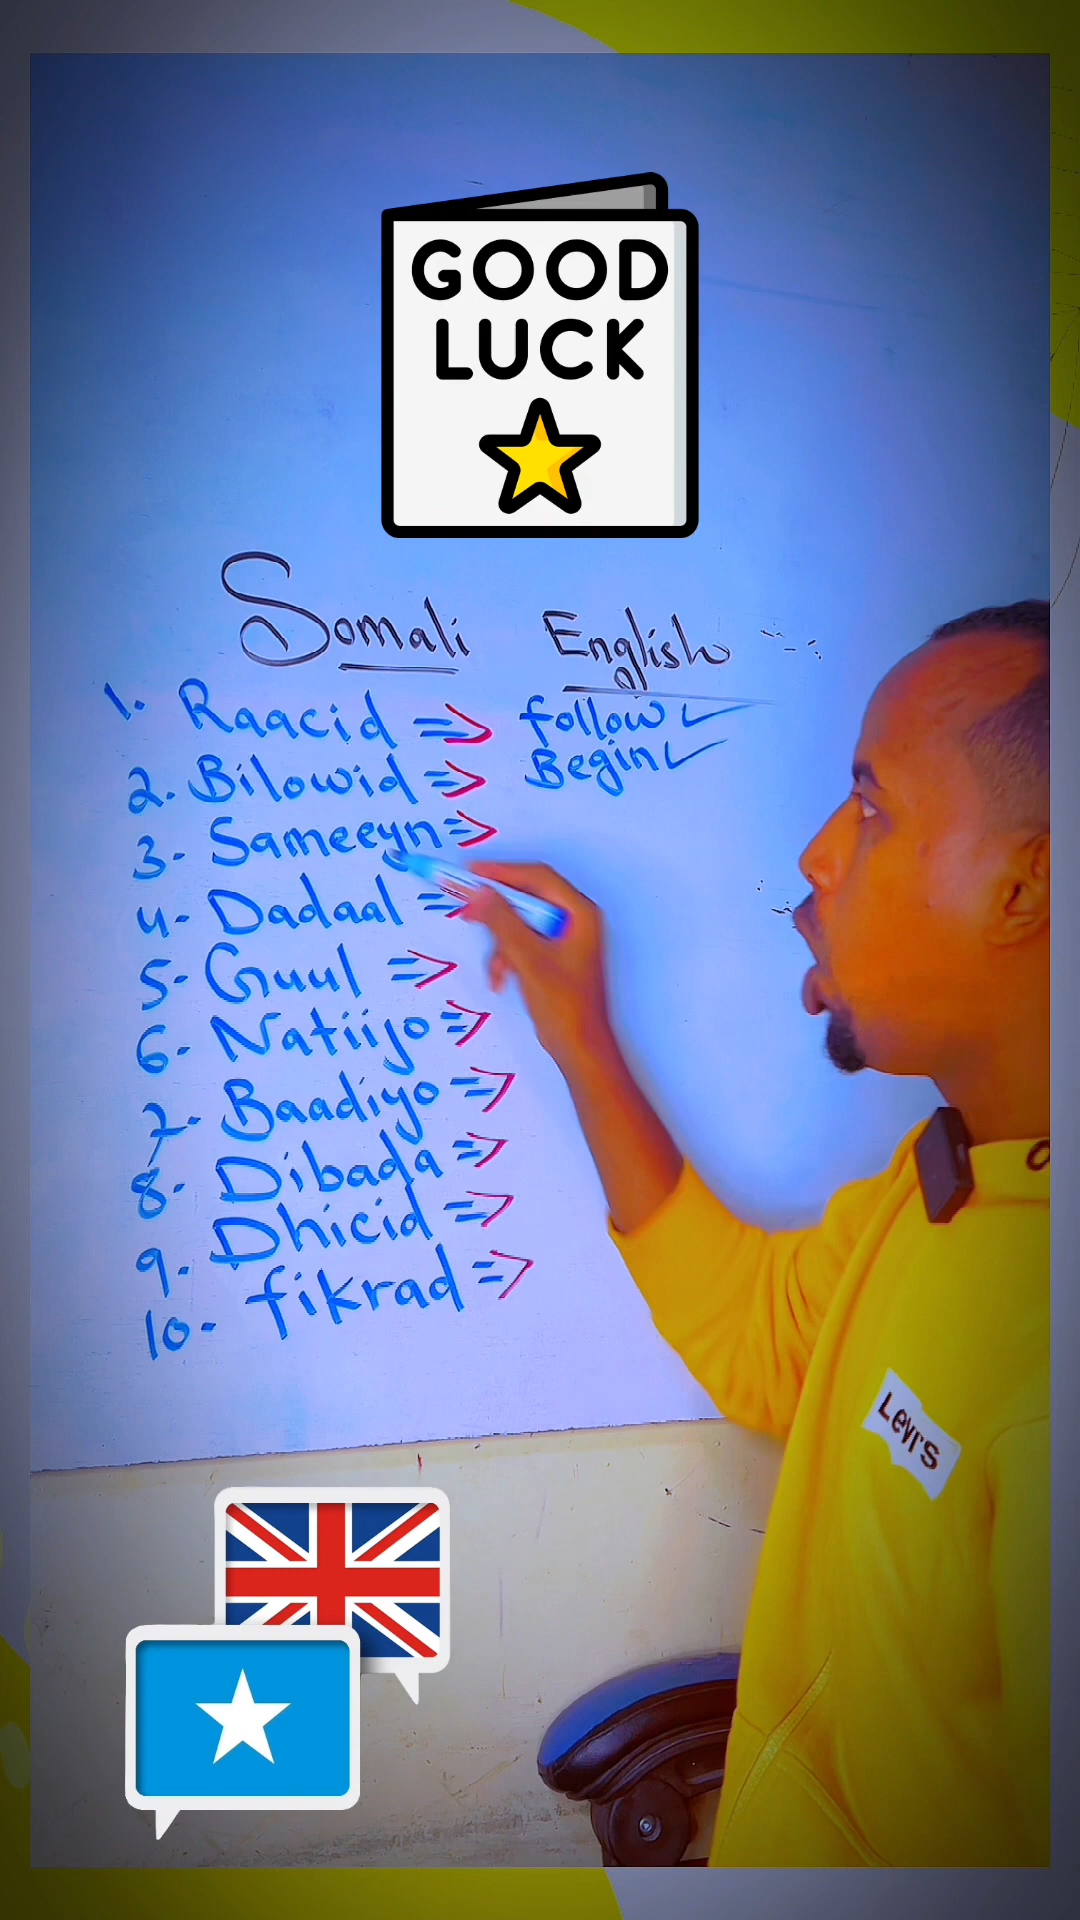 GOOD
LUCK
Somali English
1. Raacid => follow ✓
2. Bilowid => Begin ✓
3- Sameeyn =>
4- Dadaal =>
5- Guul =>
6- Natiijo =>
7- Baadiyo =>
8- Dibada =>
9- Dhicid =>
10- fikrad =>
Levi's